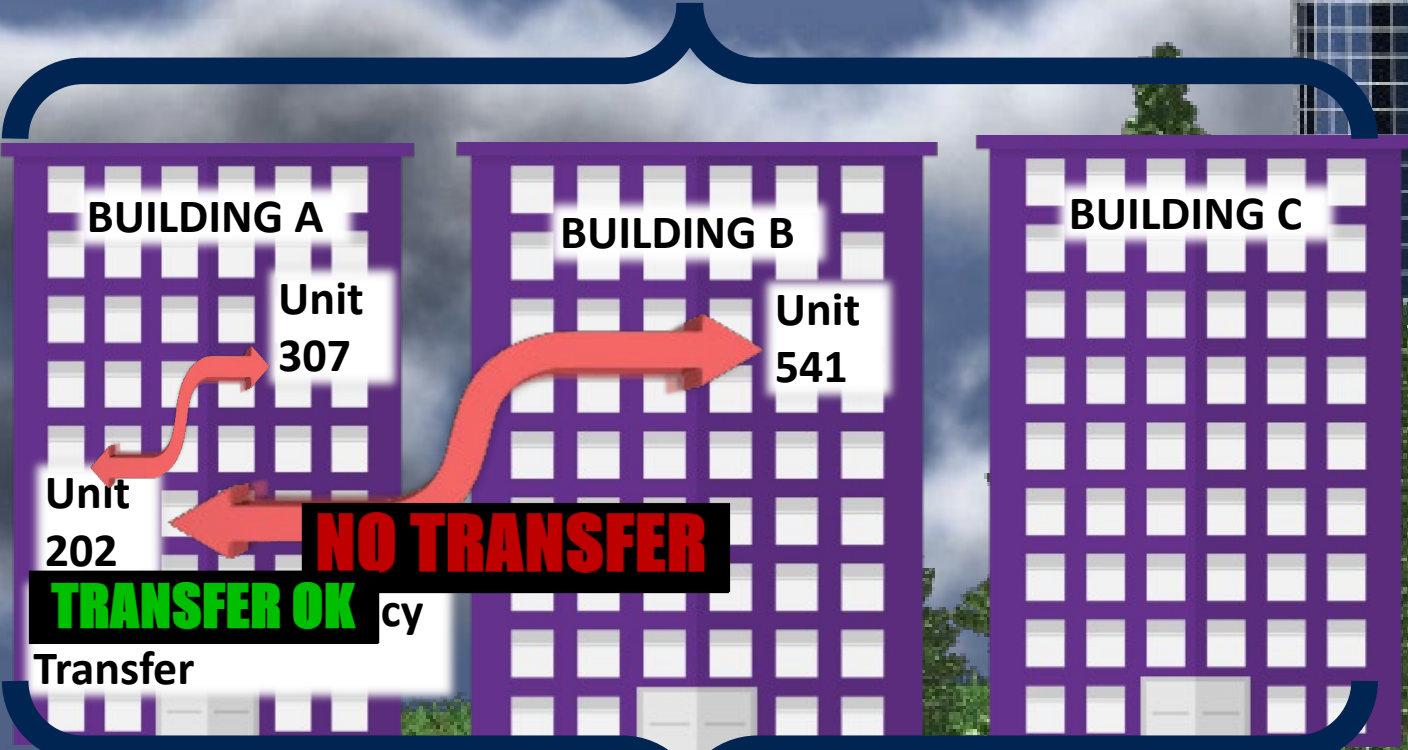 BUILDING A
BUILDING B
BUILDING C
Unit
307
Unit
541
Unit
202
NO TRANSFER
TRANSFER OK
cy
Transfer